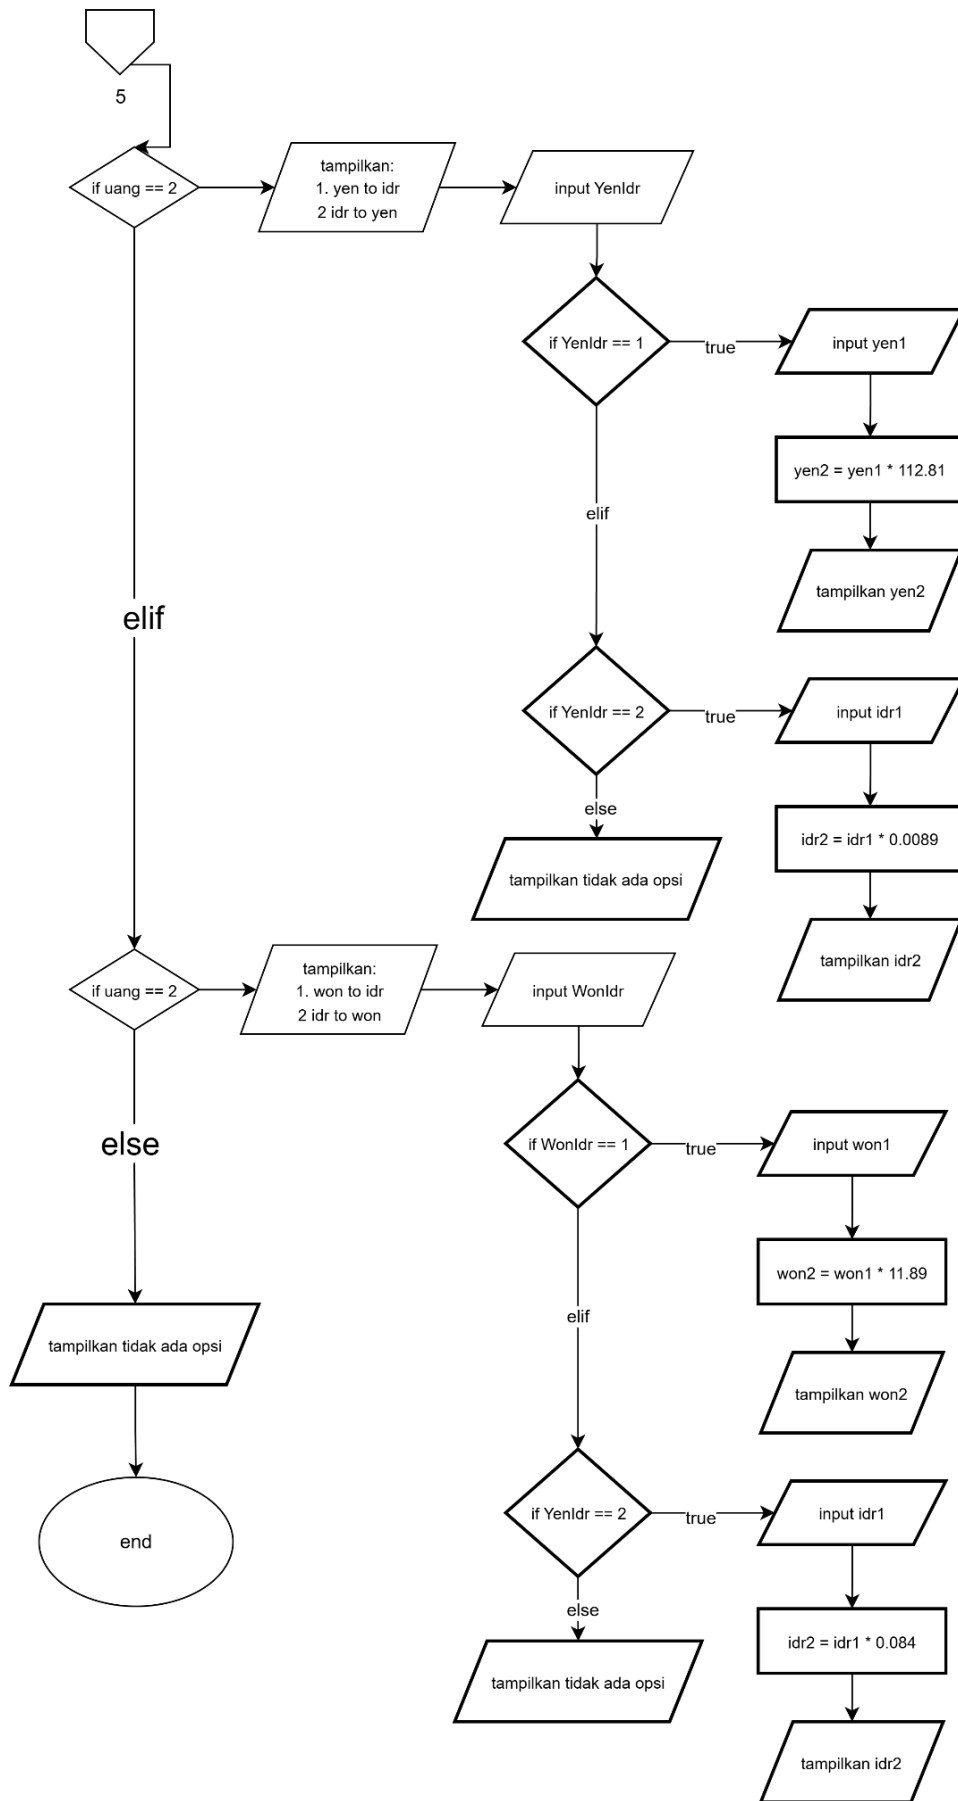 5
if uang == 2
tampilkan:
1. yen to idr
2 idr to yen
input YenIdr
if YenIdr == 1
true
input yen1
yen2 = yen1 * 112.81
tampilkan yen2
elif
elif
if YenIdr == 2
true
input idr1
idr2 = idr1 * 0.0089
tampilkan idr2
else
tampilkan tidak ada opsi
if uang == 2
tampilkan:
1. won to idr
2 idr to won
input WonIdr
if WonIdr == 1
true
input won1
won2 = won1 * 11.89
tampilkan won2
else
tampilkan tidak ada opsi
end
elif
if YenIdr == 2
true
input idr1
idr2 = idr1 * 0.084
tampilkan idr2
else
tampilkan tidak ada opsi